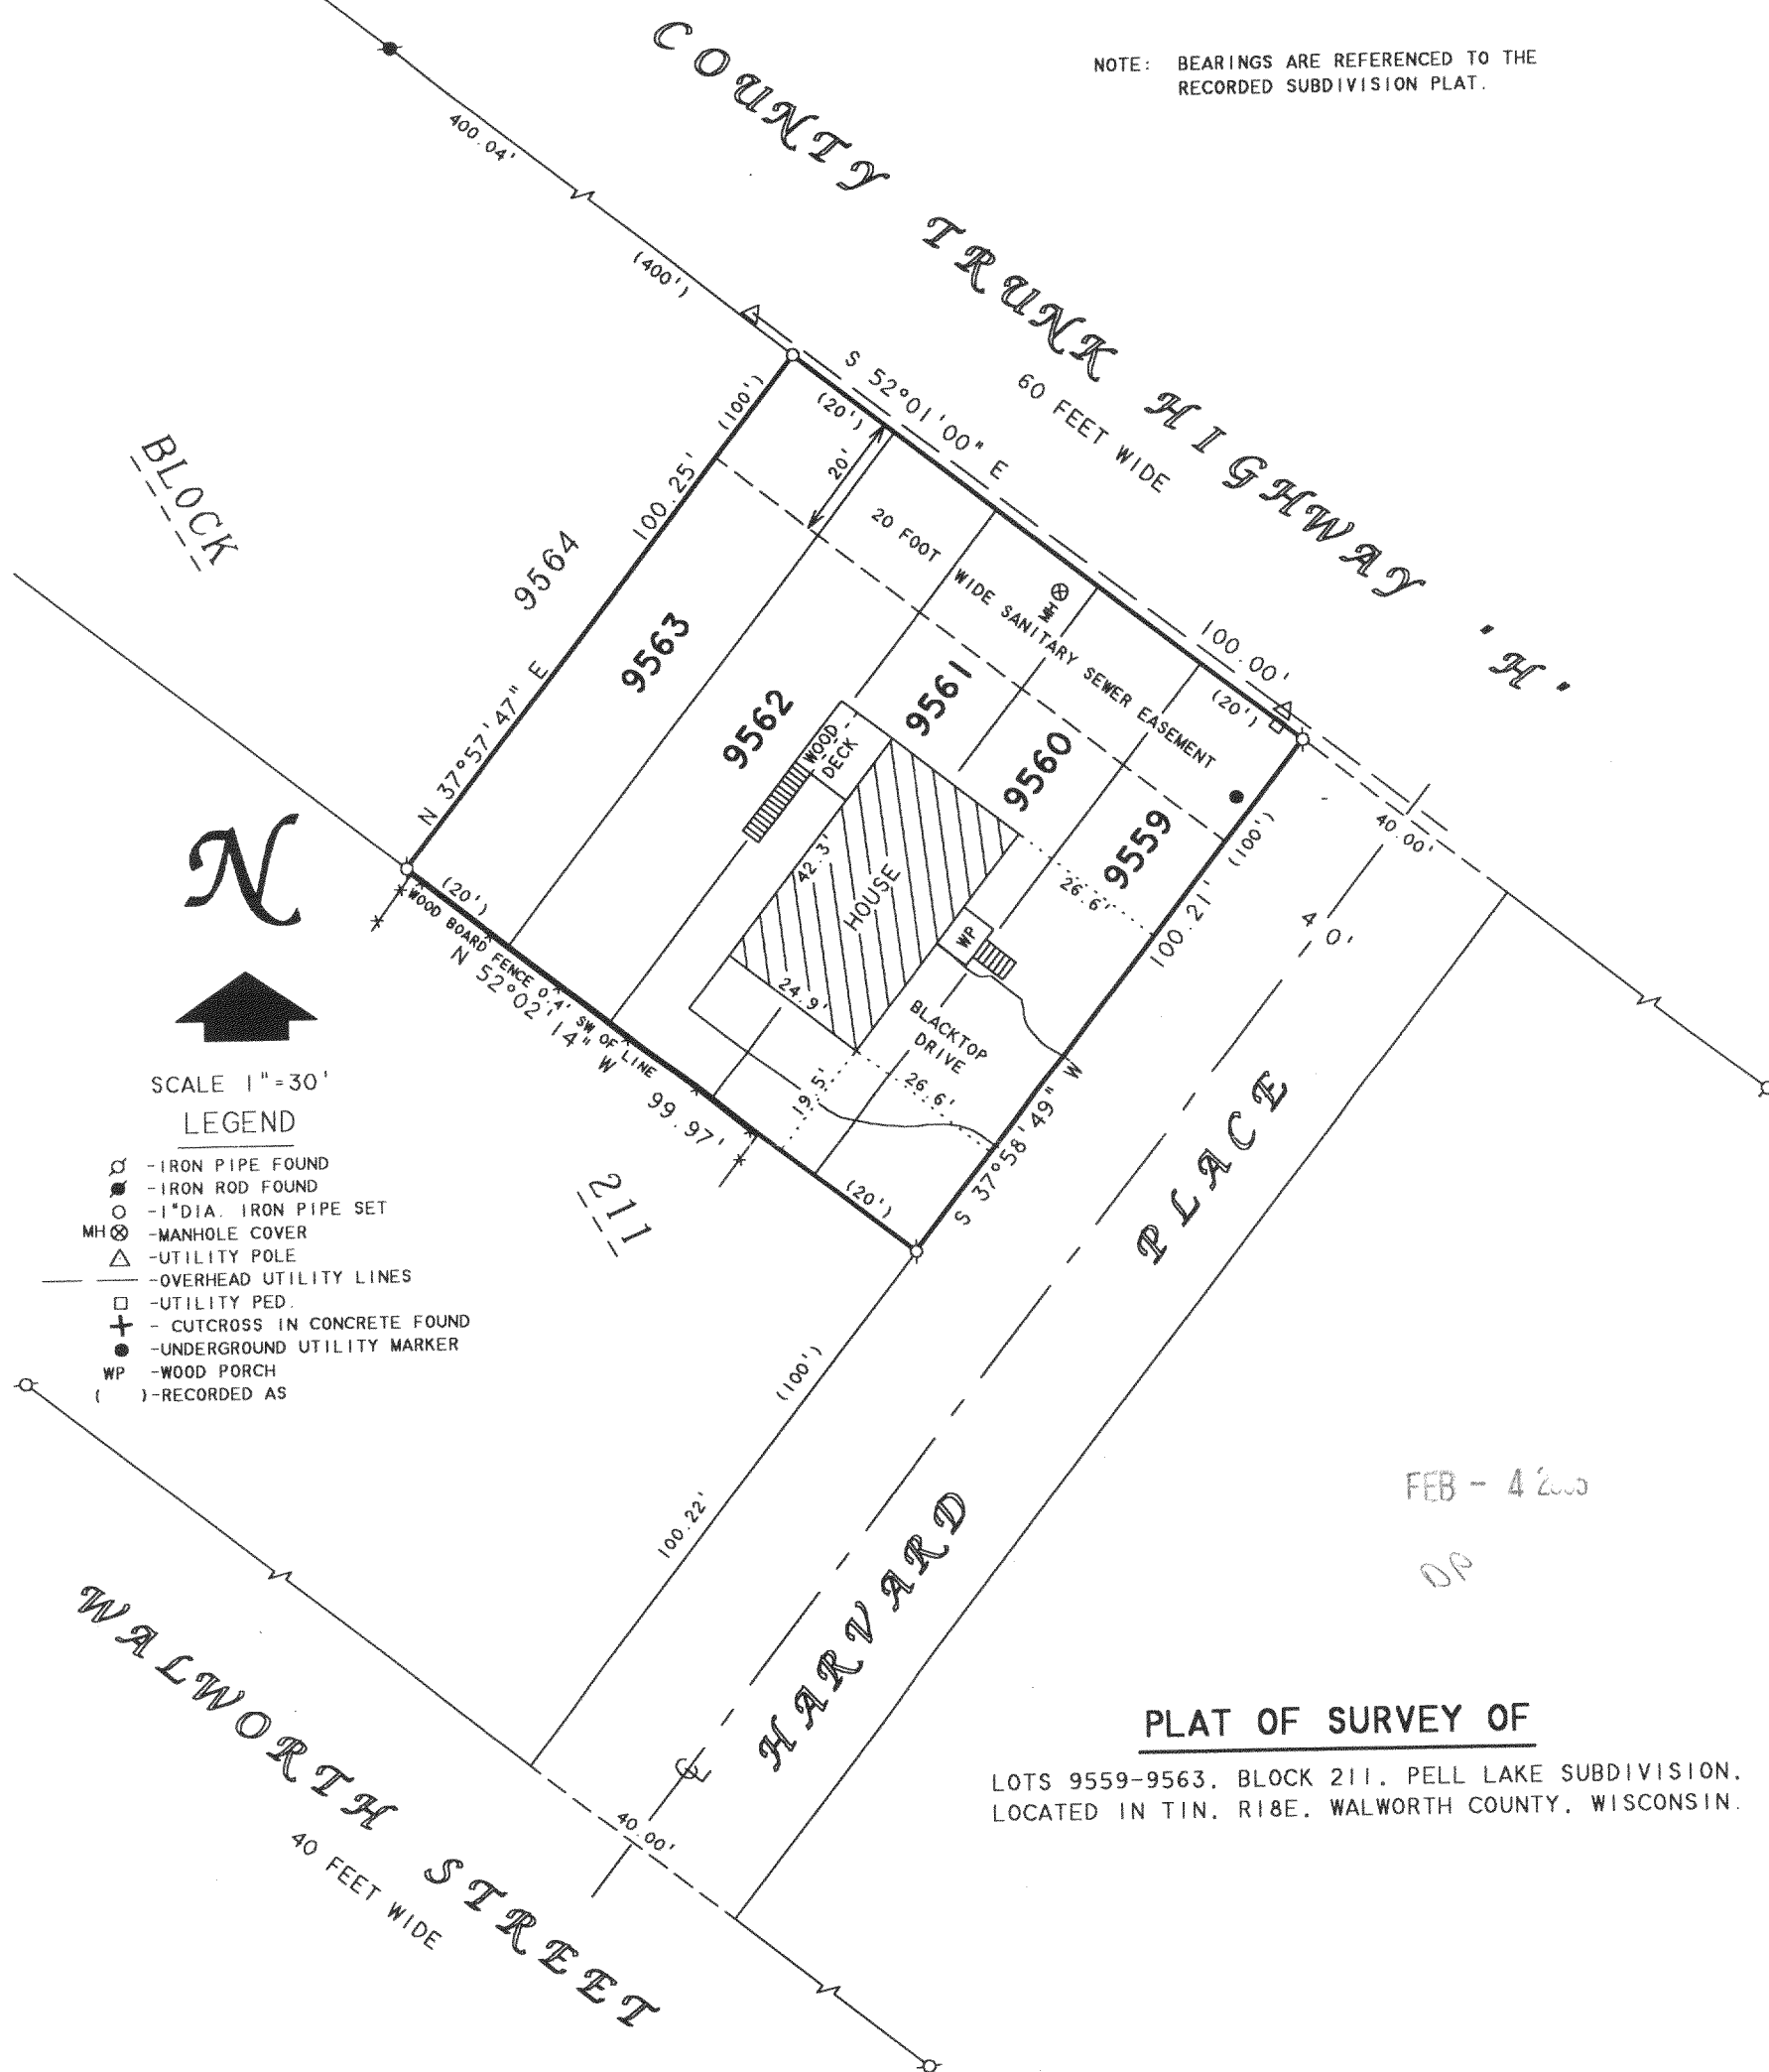 NOTE: BEARINGS ARE REFERENCED TO THE
RECORDED SUBDIVISION PLAT.
COUNTY TRUNK HIGHWAY 'H'
60 FEET WIDE
400.04'
(400')
S 52°01'00" E
100.00'
(20')
(20')
20'
(100')
100.25'
N 37°57'47" E
BLOCK
211
9564
9563
9562
9561
9560
9559
20 FOOT WIDE SANITARY SEWER EASEMENT
MH
WOOD
DECK
HOUSE
42.3'
24.9'
WP
26.6'
26.6'
19.5'
BLACKTOP
DRIVE
(100')
100.21'
S 37°58'49" W
40.00'
40'
(20')
WOOD BOARD FENCE 0.4' SW OF LINE
N 52°02'14" W
99.97'
(20')
N
SCALE 1"=30'
LEGEND
-IRON PIPE FOUND
-IRON ROD FOUND
-1"DIA. IRON PIPE SET
MH -MANHOLE COVER
-UTILITY POLE
-OVERHEAD UTILITY LINES
-UTILITY PED.
- CUTCROSS IN CONCRETE FOUND
-UNDERGROUND UTILITY MARKER
WP -WOOD PORCH
( )-RECORDED AS
(100')
100.22'
HARVARD PLACE
WALWORTH STREET
40 FEET WIDE
40.00'
FEB - 4
PLAT OF SURVEY OF
LOTS 9559-9563, BLOCK 211, PELL LAKE SUBDIVISION,
LOCATED IN T1N, R18E, WALWORTH COUNTY, WISCONSIN.